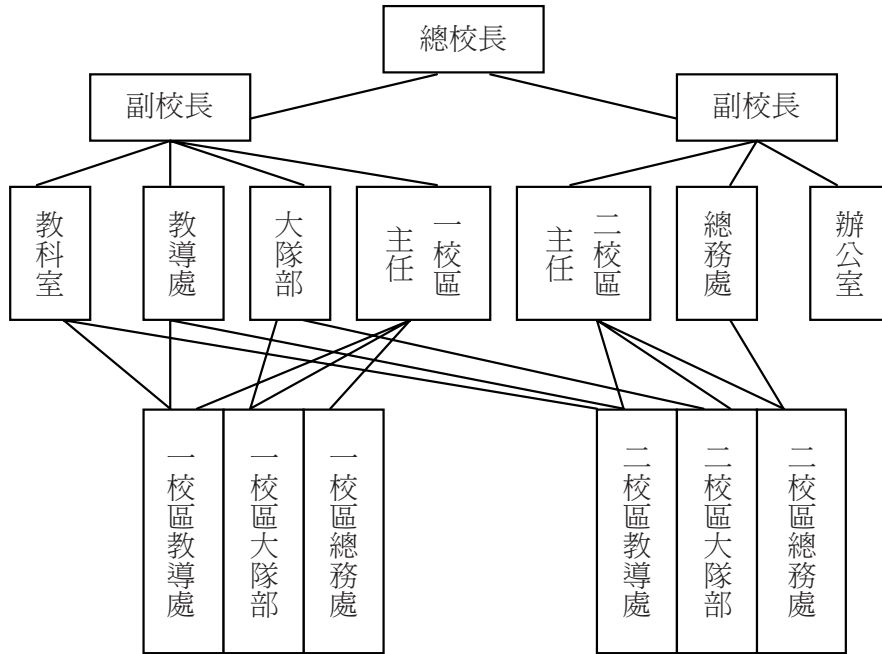 總校長
副校長
副校長
教科室
教導處
大隊部
一校區
主任
二校區
主任
總務處
辦公室
一校區教導處
一校區大隊部
一校區總務處
二校區教導處
二校區大隊部
二校區總務處